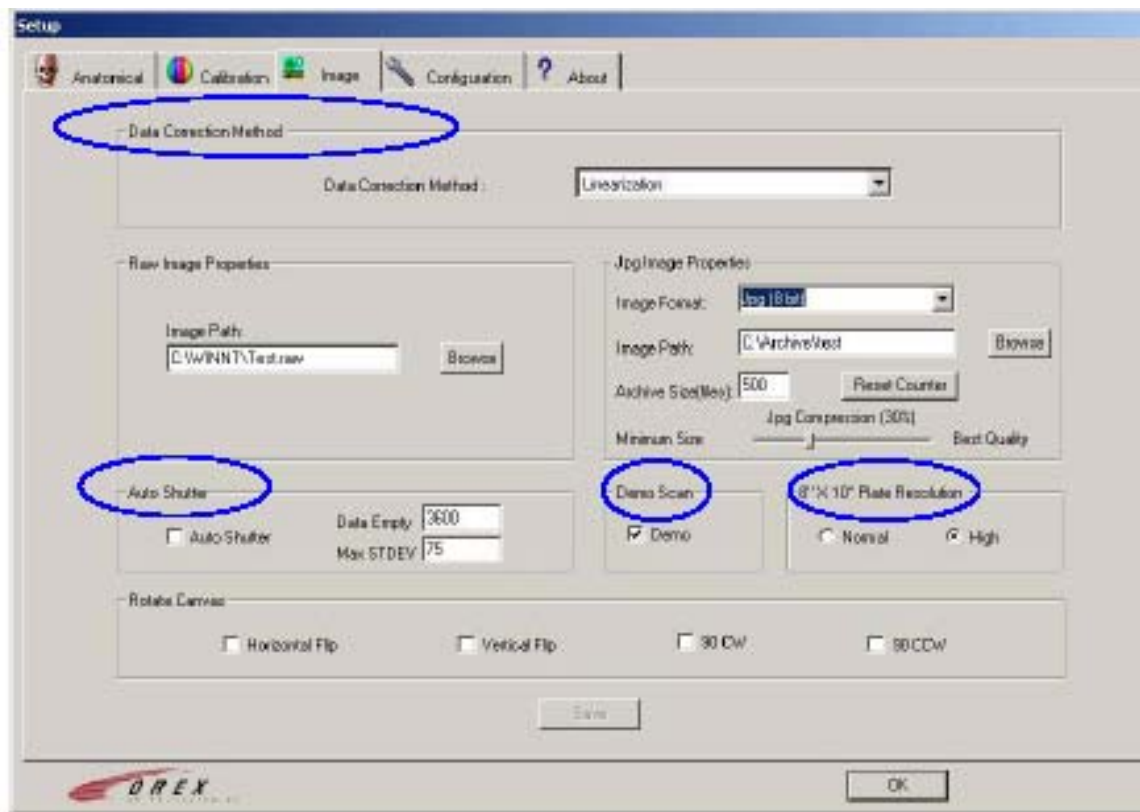 Setup
Anatomical Calibration Image Configuration About
Data Correction Method
Data Correction Method : Linearization
Raw Image Properties
Image Path:
C:\WINNT\Test.raw Browse
Jpg Image Properties
Image Format: Jpg (8 bit)
Image Path: C:\Archive\test Browse
Archive Size(files): 500 Reset Counter
Jpg Compression (30%)
Minimum Size Best Quality
Auto Shutter
Auto Shutter
Data Empty 3600
Max STDEV 75
Demo Scan
Demo
8" X 10" Plate Resolution
Normal High
Rotate Canvas
Horizontal Flip Vertical Flip 90 CW 90 CCW
Save
OREX
OK